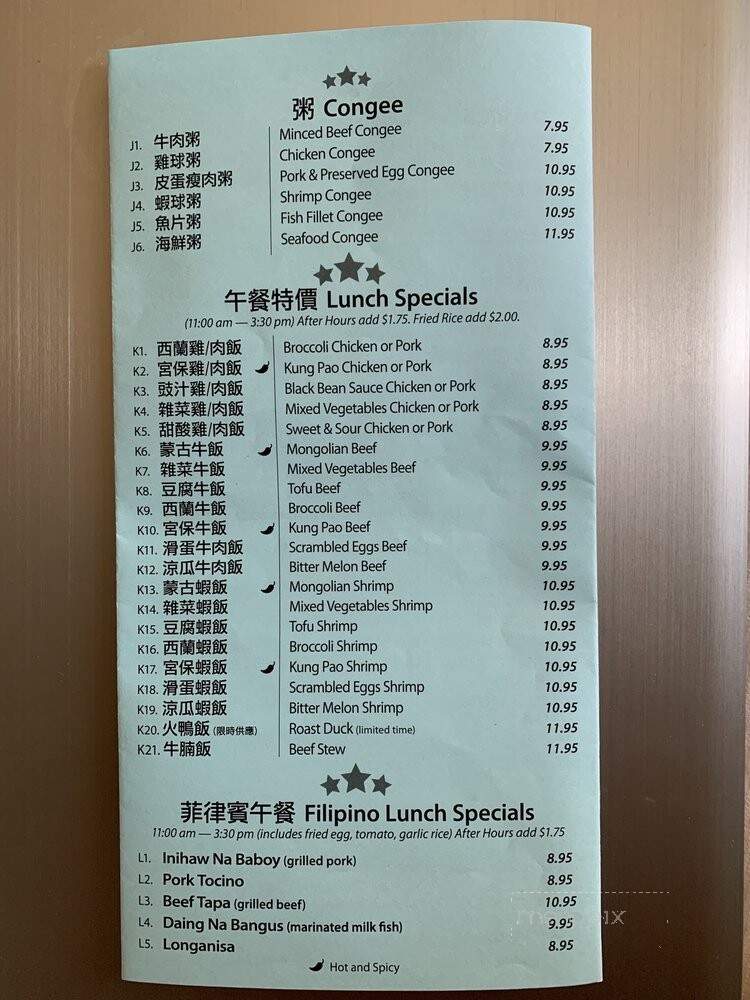 粥 Congee
J1. 牛肉粥 Minced Beef Congee 7.95
J2. 雞球粥 Chicken Congee 7.95
J3. 皮蛋瘦肉粥 Pork & Preserved Egg Congee 10.95
J4. 蝦球粥 Shrimp Congee 10.95
J5. 魚片粥 Fish Fillet Congee 10.95
J6. 海鮮粥 Seafood Congee 11.95
午餐特價 Lunch Specials
(11:00 am — 3:30 pm) After Hours add $1.75. Fried Rice add $2.00.
K1. 西蘭雞/肉飯 Broccoli Chicken or Pork 8.95
K2. 宮保雞/肉飯 Kung Pao Chicken or Pork 8.95
K3. 豉汁雞/肉飯 Black Bean Sauce Chicken or Pork 8.95
K4. 雜菜雞/肉飯 Mixed Vegetables Chicken or Pork 8.95
K5. 甜酸雞/肉飯 Sweet & Sour Chicken or Pork 8.95
K6. 蒙古牛飯 Mongolian Beef 9.95
K7. 雜菜牛飯 Mixed Vegetables Beef 9.95
K8. 豆腐牛飯 Tofu Beef 9.95
K9. 西蘭牛飯 Broccoli Beef 9.95
K10. 宮保牛飯 Kung Pao Beef 9.95
K11. 滑蛋牛肉飯 Scrambled Eggs Beef 9.95
K12. 涼瓜牛肉飯 Bitter Melon Beef 9.95
K13. 蒙古蝦飯 Mongolian Shrimp 10.95
K14. 雜菜蝦飯 Mixed Vegetables Shrimp 10.95
K15. 豆腐蝦飯 Tofu Shrimp 10.95
K16. 西蘭蝦飯 Broccoli Shrimp 10.95
K17. 宮保蝦飯 Kung Pao Shrimp 10.95
K18. 滑蛋蝦飯 Scrambled Eggs Shrimp 10.95
K19. 涼瓜蝦飯 Bitter Melon Shrimp 10.95
K20. 火鴨飯 (限時供應) Roast Duck (limited time) 11.95
K21. 牛腩飯 Beef Stew 11.95
菲律賓午餐 Filipino Lunch Specials
11:00 am — 3:30 pm (includes fried egg, tomato, garlic rice) After Hours add $1.75
L1. Inihaw Na Baboy (grilled pork) 8.95
L2. Pork Tocino 8.95
L3. Beef Tapa (grilled beef) 10.95
L4. Daing Na Bangus (marinated milk fish) 9.95
L5. Longanisa 8.95
Hot and Spicy